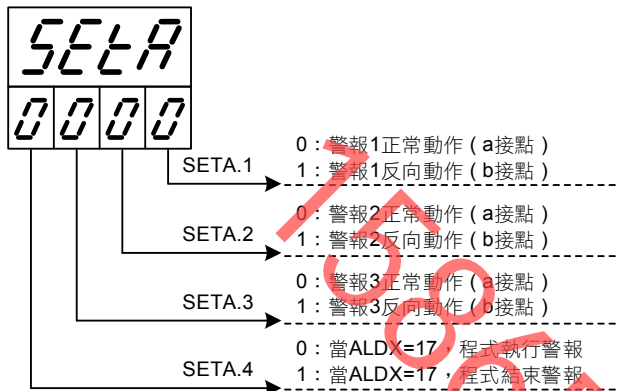 SEtA
0 0 0 0
SETA.1
0：警報1正常動作（a接點）
1：警報1反向動作（b接點）
SETA.2
0：警報2正常動作（a接點）
1：警報2反向動作（b接點）
SETA.3
0：警報3正常動作（a接點）
1：警報3反向動作（b接點）
SETA.4
0：當ALDX=17，程式執行警報
1：當ALDX=17，程式結束警報